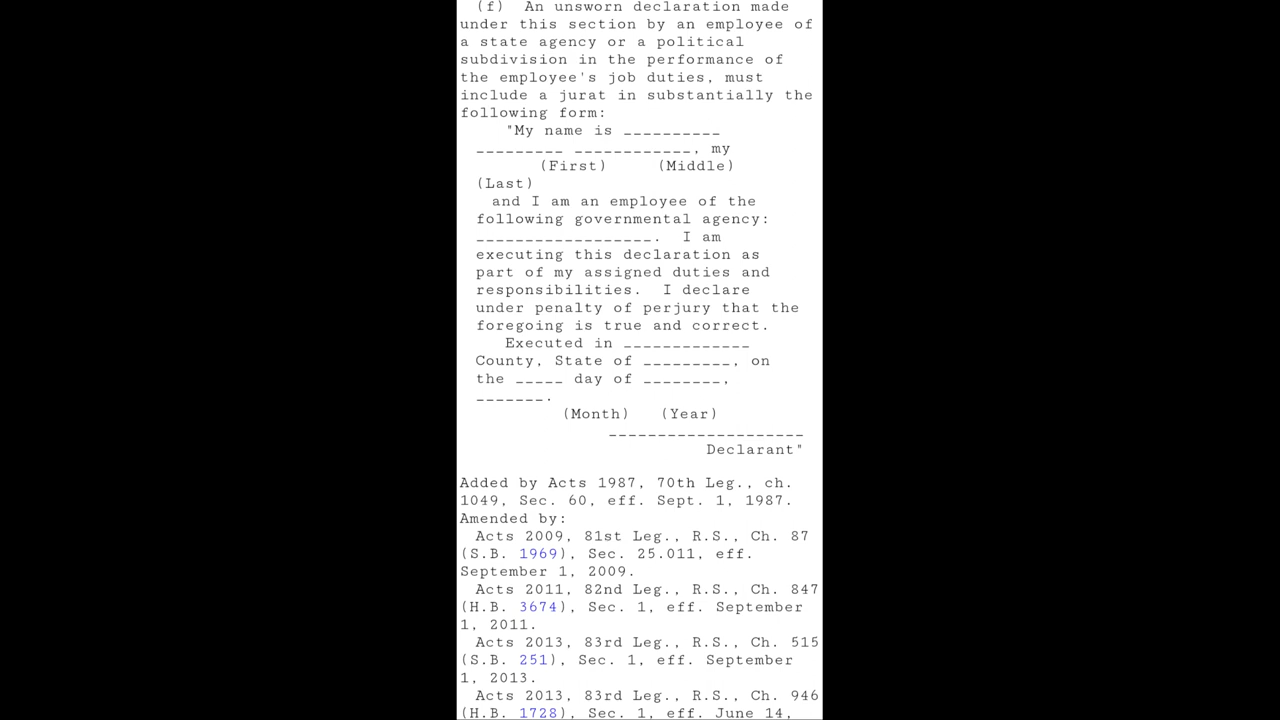 (f) An unsworn declaration made
under this section by an employee of
a state agency or a political
subdivision in the performance of
the employee's job duties, must
include a jurat in substantially the
following form:
"My name is __________
_________ ____________, my
(First) (Middle)
(Last)
and I am an employee of the
following governmental agency:
__________________. I am
executing this declaration as
part of my assigned duties and
responsibilities. I declare
under penalty of perjury that the
foregoing is true and correct.
Executed in _____________
County, State of _________, on
the _____ day of ________,
_______.
(Month) (Year)
____________________
Declarant"
Added by Acts 1987, 70th Leg., ch.
1049, Sec. 60, eff. Sept. 1, 1987.
Amended by:
Acts 2009, 81st Leg., R.S., Ch. 87
(S.B. 1969), Sec. 25.011, eff.
September 1, 2009.
Acts 2011, 82nd Leg., R.S., Ch. 847
(H.B. 3674), Sec. 1, eff. September
1, 2011.
Acts 2013, 83rd Leg., R.S., Ch. 515
(S.B. 251), Sec. 1, eff. September
1, 2013.
Acts 2013, 83rd Leg., R.S., Ch. 946
(H.B. 1728), Sec. 1, eff. June 14,